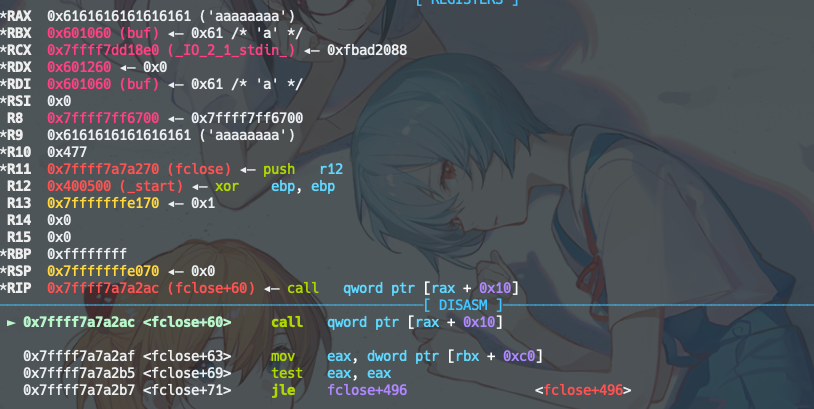 [ REGISTERS ]
*RAX  0x6161616161616161 ('aaaaaaaa')
*RBX  0x601060 (buf) ◂— 0x61 /* 'a' */
*RCX  0x7ffff7dd18e0 (_IO_2_1_stdin_) ◂— 0xfbad2088
*RDX  0x601260 ◂— 0x0
*RDI  0x601060 (buf) ◂— 0x61 /* 'a' */
*RSI  0x0
 R8   0x7ffff7ff6700 ◂— 0x7ffff7ff6700
*R9   0x6161616161616161 ('aaaaaaaa')
*R10  0x477
*R11  0x7ffff7a7a270 (fclose) ◂— push   r12
 R12  0x400500 (_start) ◂— xor    ebp, ebp
 R13  0x7fffffffe170 ◂— 0x1
 R14  0x0
 R15  0x0
*RBP  0xffffffff
*RSP  0x7fffffffe070 ◂— 0x0
*RIP  0x7ffff7a7a2ac (fclose+60) ◂— call   qword ptr [rax + 0x10]
[ DISASM ]
 ► 0x7ffff7a7a2ac <fclose+60>     call   qword ptr [rax + 0x10]
   0x7ffff7a7a2af <fclose+63>     mov    eax, dword ptr [rbx + 0xc0]
   0x7ffff7a7a2b5 <fclose+69>     test   eax, eax
   0x7ffff7a7a2b7 <fclose+71>     jle    fclose+496                <fclose+496>